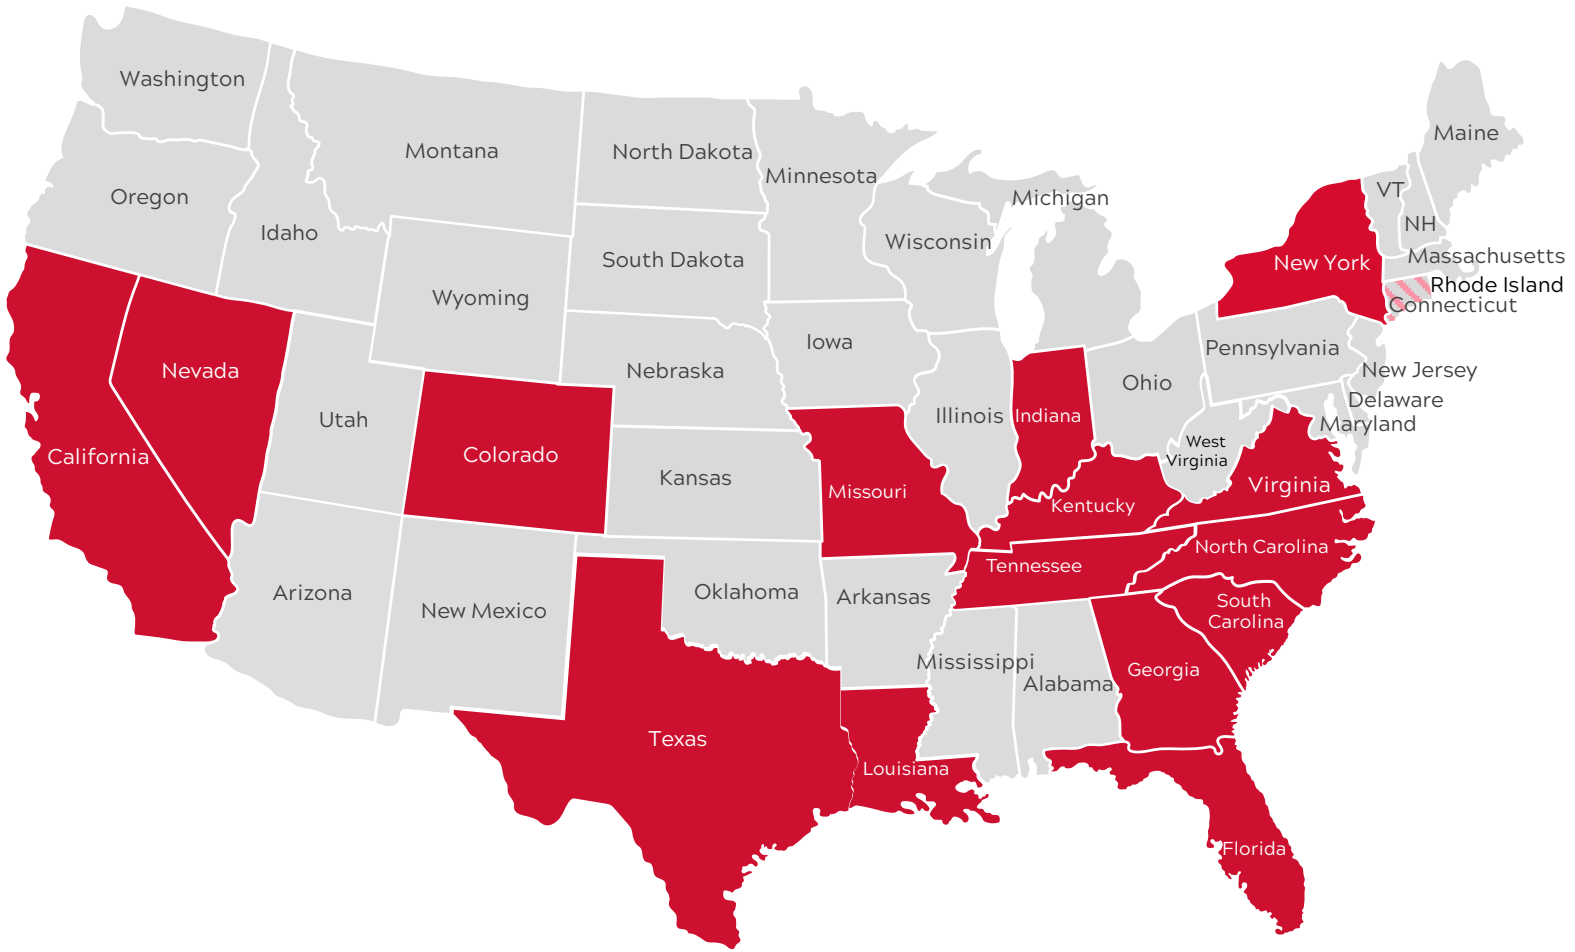 Washington
Montana
North Dakota
Minnesota
Maine
Oregon
Idaho
Michigan
VT
NH
Wisconsin
South Dakota
Wyoming
New York
Massachusetts
Rhode Island
Connecticut
Iowa
Pennsylvania
Nebraska
Nevada
New Jersey
Ohio
Delaware
Utah
Illinois
Indiana
Maryland
California
Colorado
West
Virginia
Kansas
Missouri
Virginia
Kentucky
North Carolina
Tennessee
Arizona
Oklahoma
Arkansas
New Mexico
South
Carolina
Mississippi
Alabama
Georgia
Texas
Louisiana
Florida